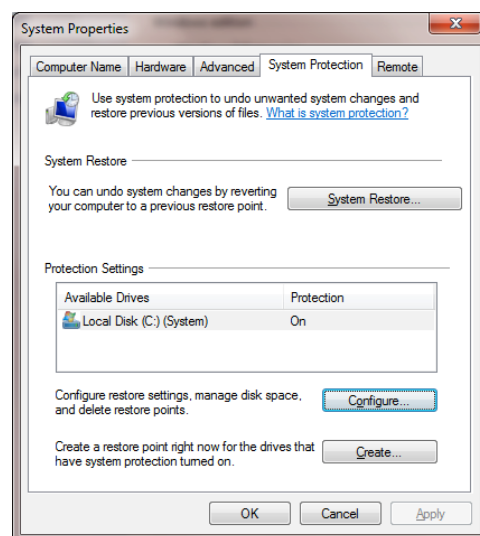 System Properties
Computer Name Hardware Advanced System Protection Remote
Use system protection to undo unwanted system changes and
restore previous versions of files. What is system protection?
System Restore
You can undo system changes by reverting
your computer to a previous restore point.
System Restore...
Protection Settings
Available Drives Protection
Local Disk (C:) (System) On
Configure restore settings, manage disk space,
and delete restore points.
Configure...
Create a restore point right now for the drives that
have system protection turned on.
Create...
OK Cancel Apply